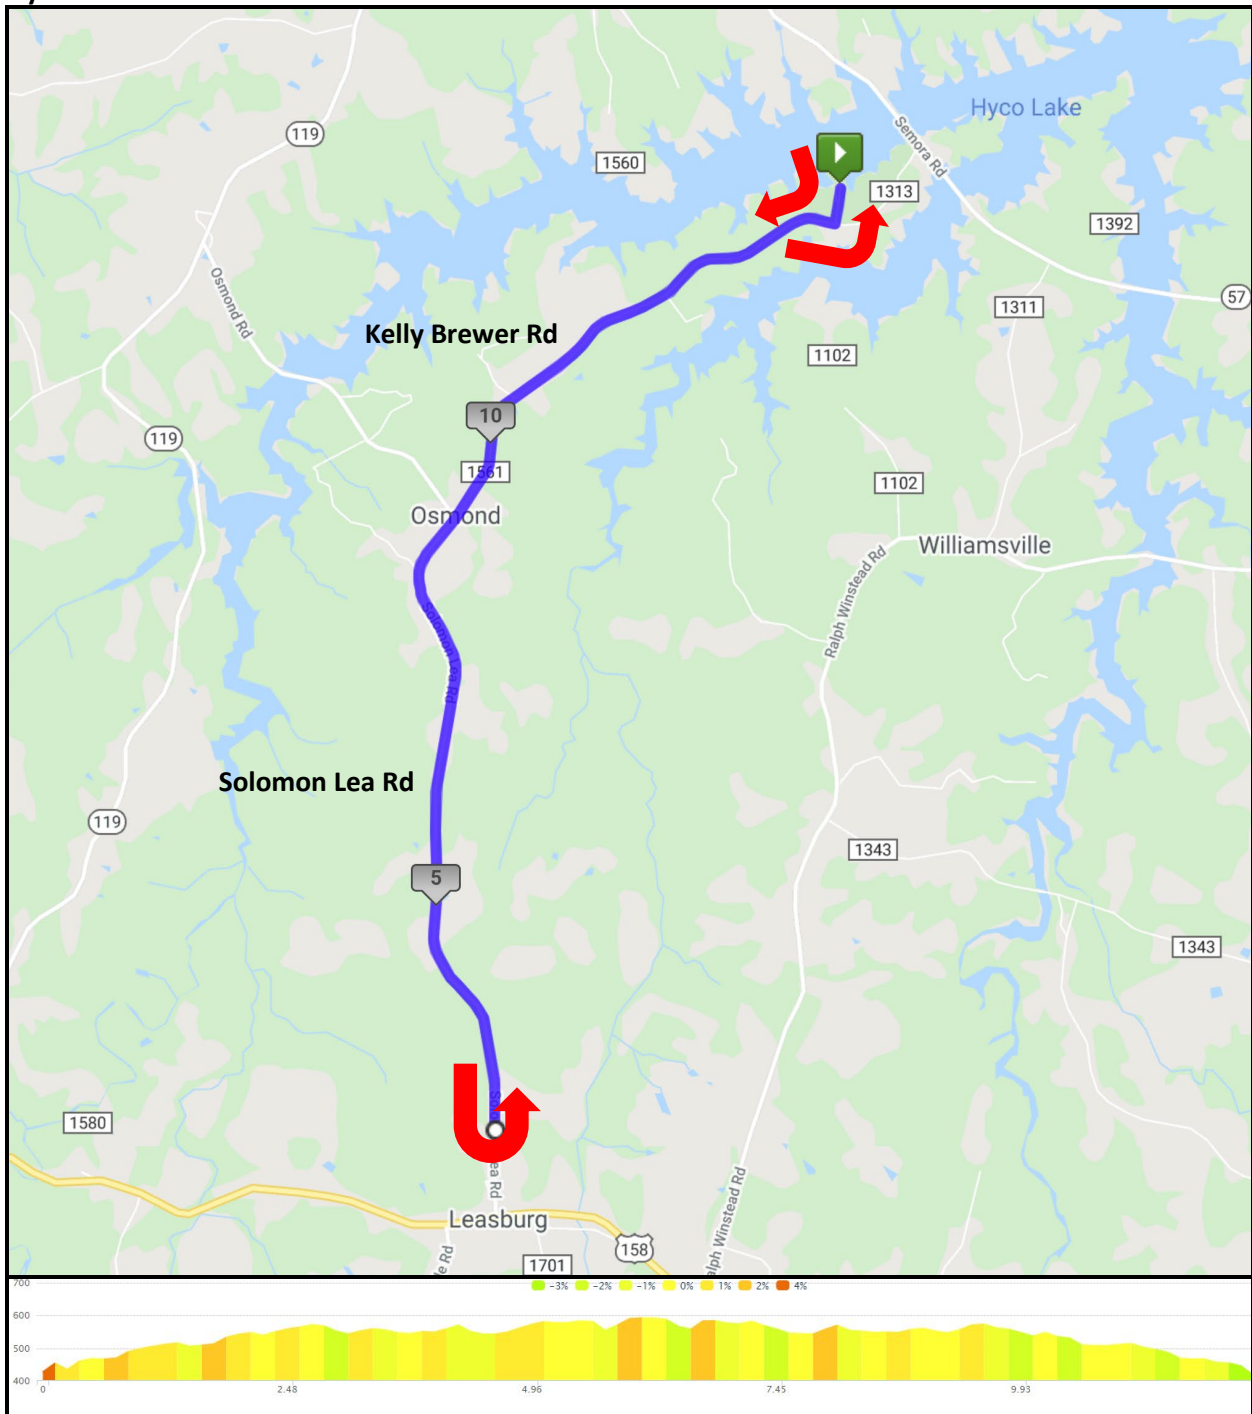 Hyco Lake
119
1560
Semora Rd
1313
1392
Osmond Rd
57
1311
Kelly Brewer Rd
1102
10
119
1561
1102
Osmond
Williamsville
Ralph Winstead Rd
Solomon Lea Rd
Solomon Lea Rd
119
1343
5
1343
1580
Lea Rd
Leasburg
158
1701
Rd
Ralph Winstead Rd
-3% -2% -1% 0% 1% 2% 4%
700
600
500
400
0 2.48 4.96 7.45 9.93